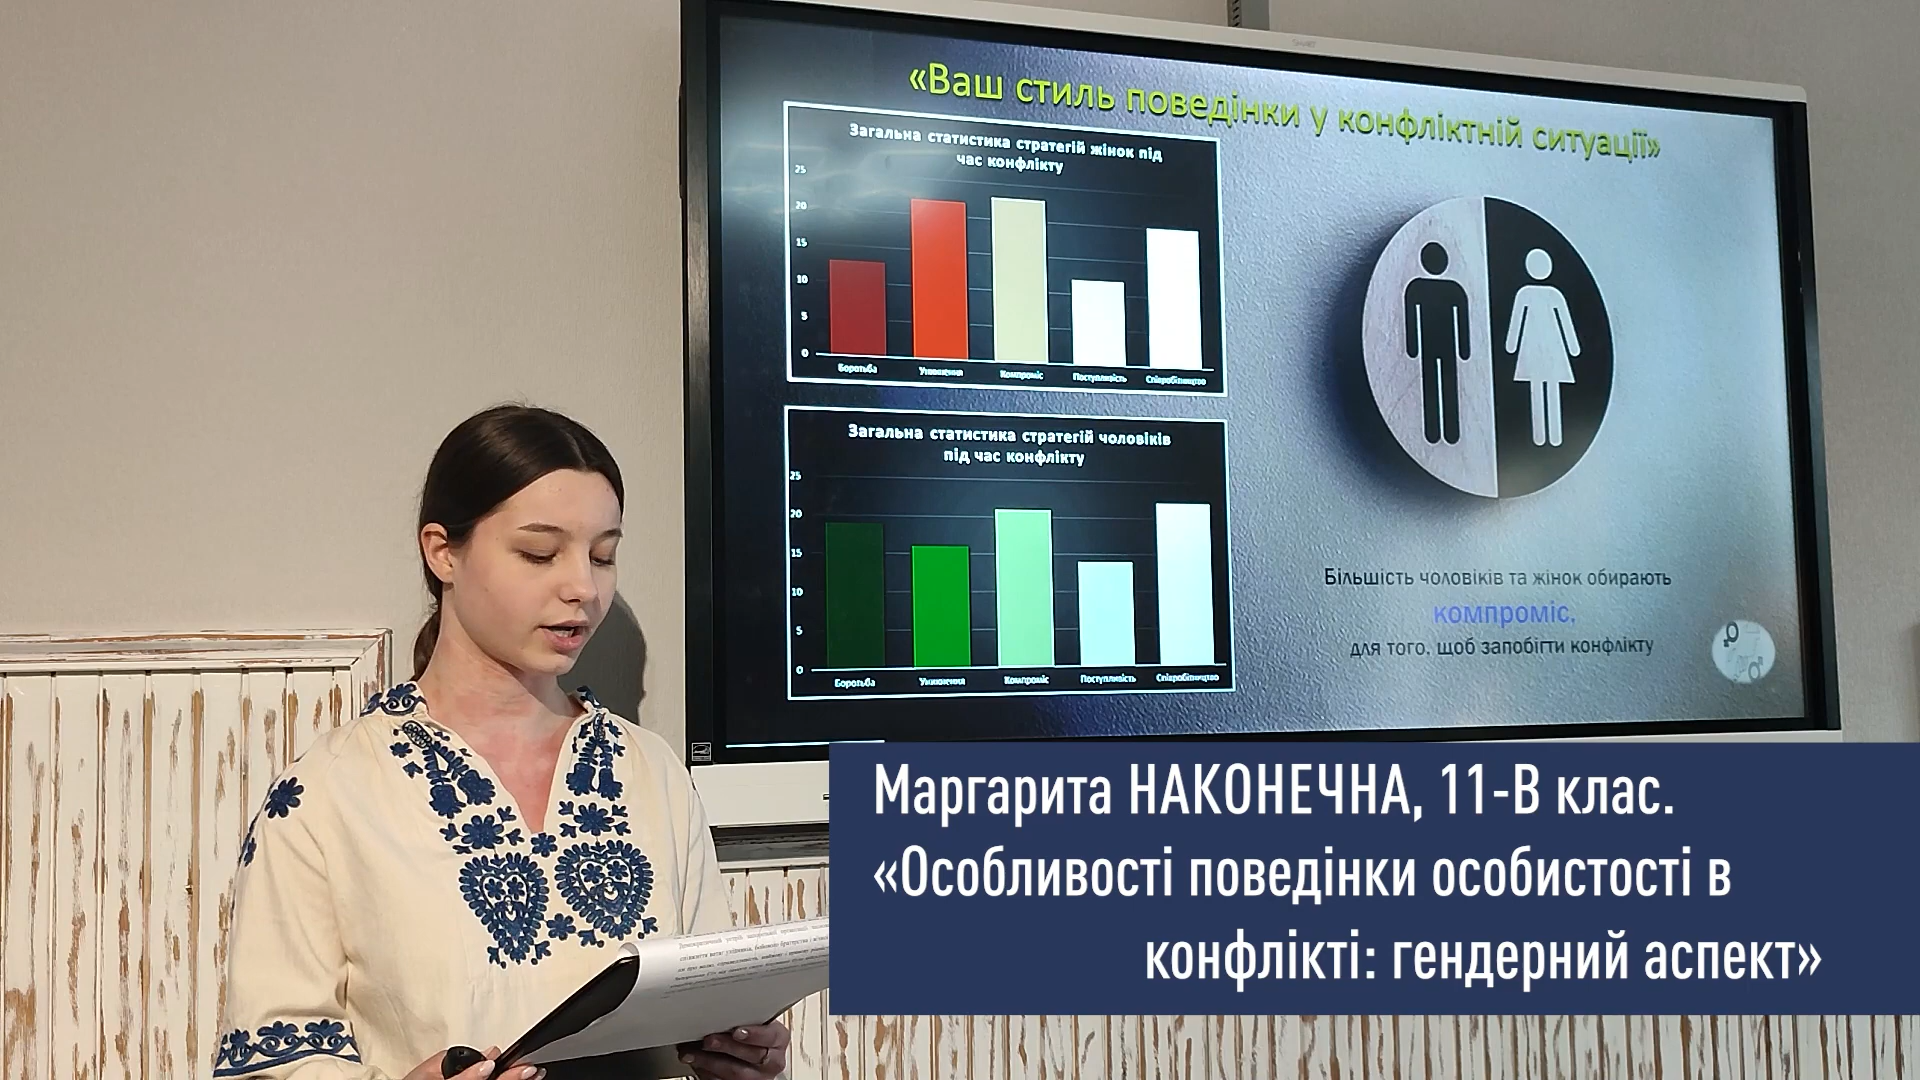 «Ваш стиль поведінки у конфліктній ситуації»
Загальна статистика стратегій жінок під
час конфлікту
25
20
15
10
5
0
Боротьба Уникнення Компроміс Поступливість Співробітництво
Загальна статистика стратегій чоловіків
під час конфлікту
25
20
15
10
5
0
Боротьба Уникнення Компроміс Поступливість Співробітництво
Більшість чоловіків та жінок обирають
компроміс,
для того, щоб запобігти конфлікту
Маргарита НАКОНЕЧНА, 11-В клас.
«Особливості поведінки особистості в
конфлікті: гендерний аспект»